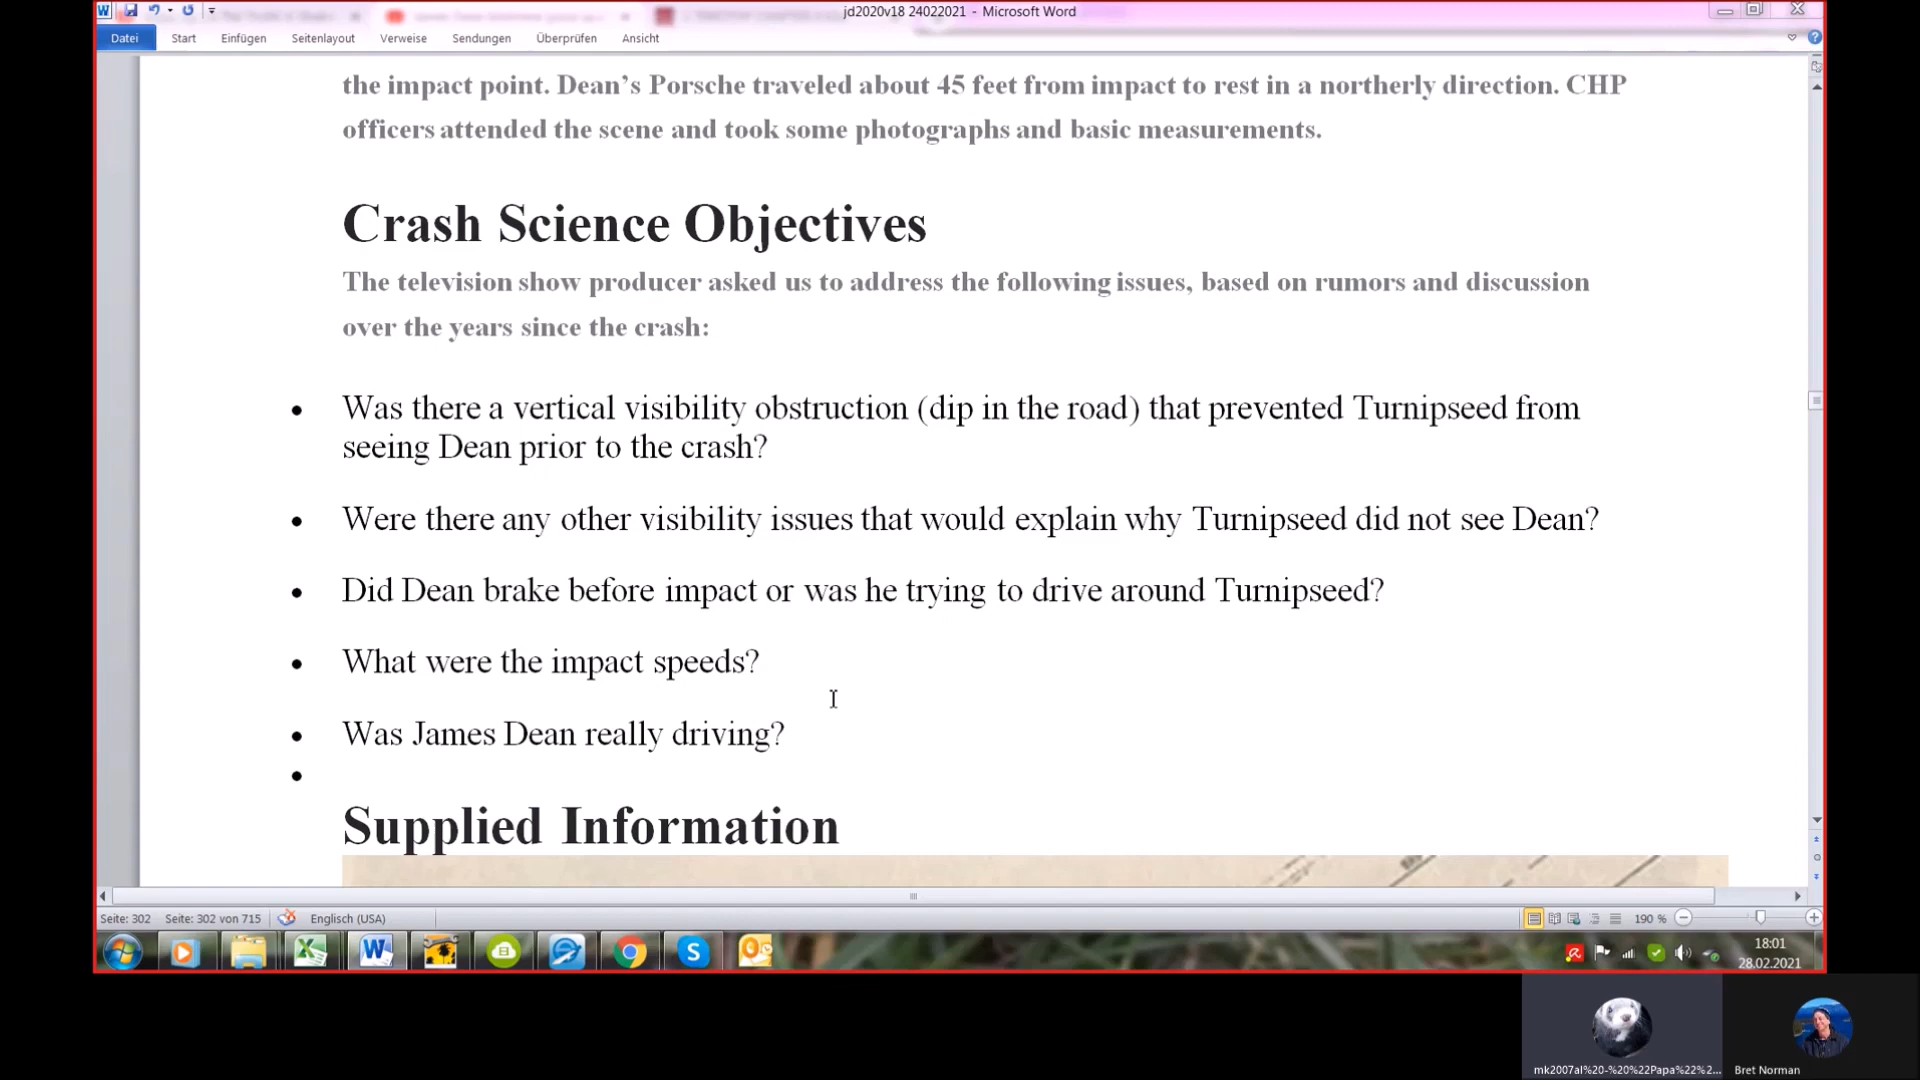 jd2020v18 24022021 - Microsoft Word
Datei Start Einfügen Seitenlayout Verweise Sendungen Überprüfen Ansicht
the impact point. Dean’s Porsche traveled about 45 feet from impact to rest in a northerly direction. CHP
officers attended the scene and took some photographs and basic measurements.
Crash Science Objectives
The television show producer asked us to address the following issues, based on rumors and discussion
over the years since the crash:
• Was there a vertical visibility obstruction (dip in the road) that prevented Turnipseed from
seeing Dean prior to the crash?
• Were there any other visibility issues that would explain why Turnipseed did not see Dean?
• Did Dean brake before impact or was he trying to drive around Turnipseed?
• What were the impact speeds?
• Was James Dean really driving?
•
Supplied Information
Seite: 302 Seite: 302 von 715 Englisch (USA) 190 %
18:01
28.02.2021
mk2007al%20-%20%22Papa%22%2... Bret Norman